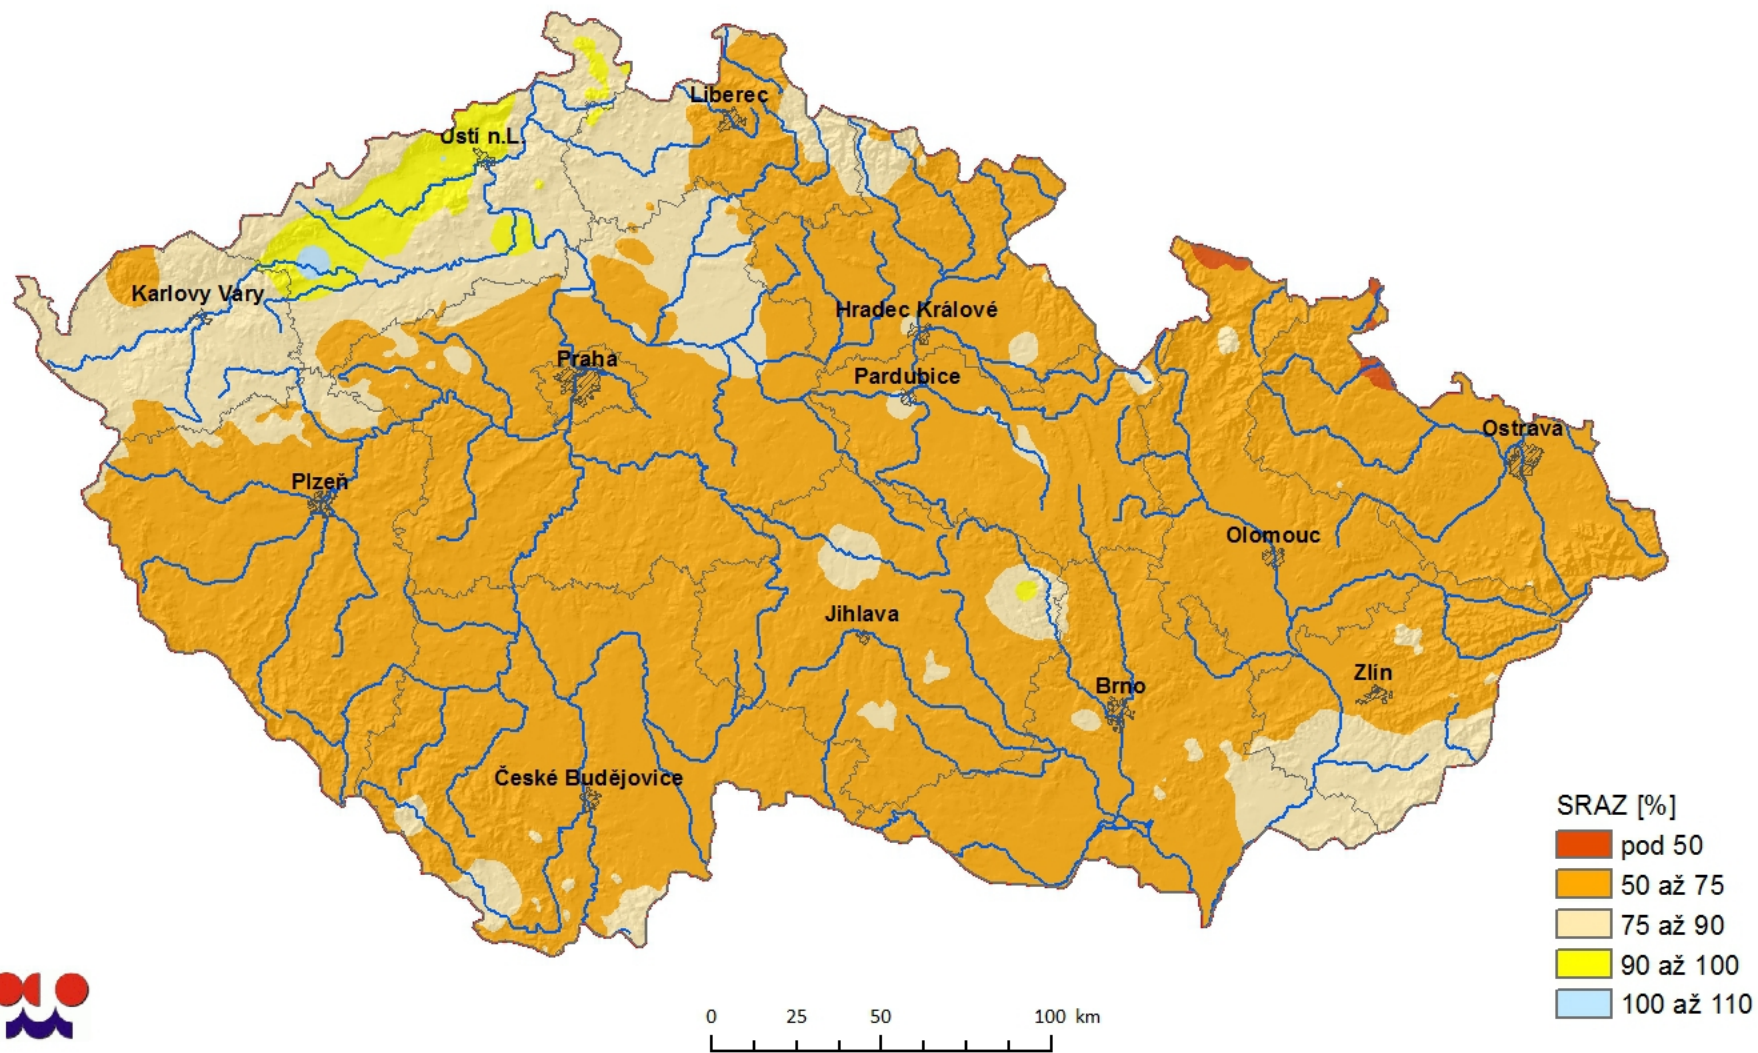 Liberec
Ústí n.L.
Karlovy Vary
Hradec Králové
Praha
Pardubice
Ostrava
Plzeň
Olomouc
Jihlava
Zlín
Brno
České Budějovice
SRAZ [%]
pod 50
50 až 75
75 až 90
90 až 100
100 až 110
0 25 50 100 km